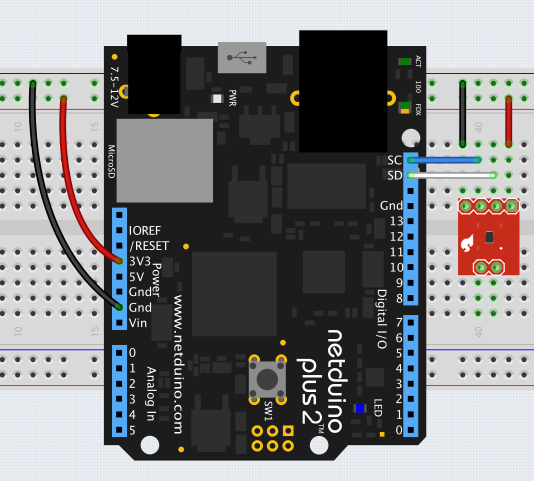 7.5-12V
PWR
ACT
100
FDX
MicroSD
15
15
40
SC
SD
Gnd
13
12
11
10
9
8
IOREF
/RESET
3V3
5V
Gnd
Gnd
Vin
Power
www.netduino.com
Digital I/O
10
40
7
6
5
4
3
2
1
0
0
1
2
3
4
5
Analog In
SW1
netduino
plus 2™
LED